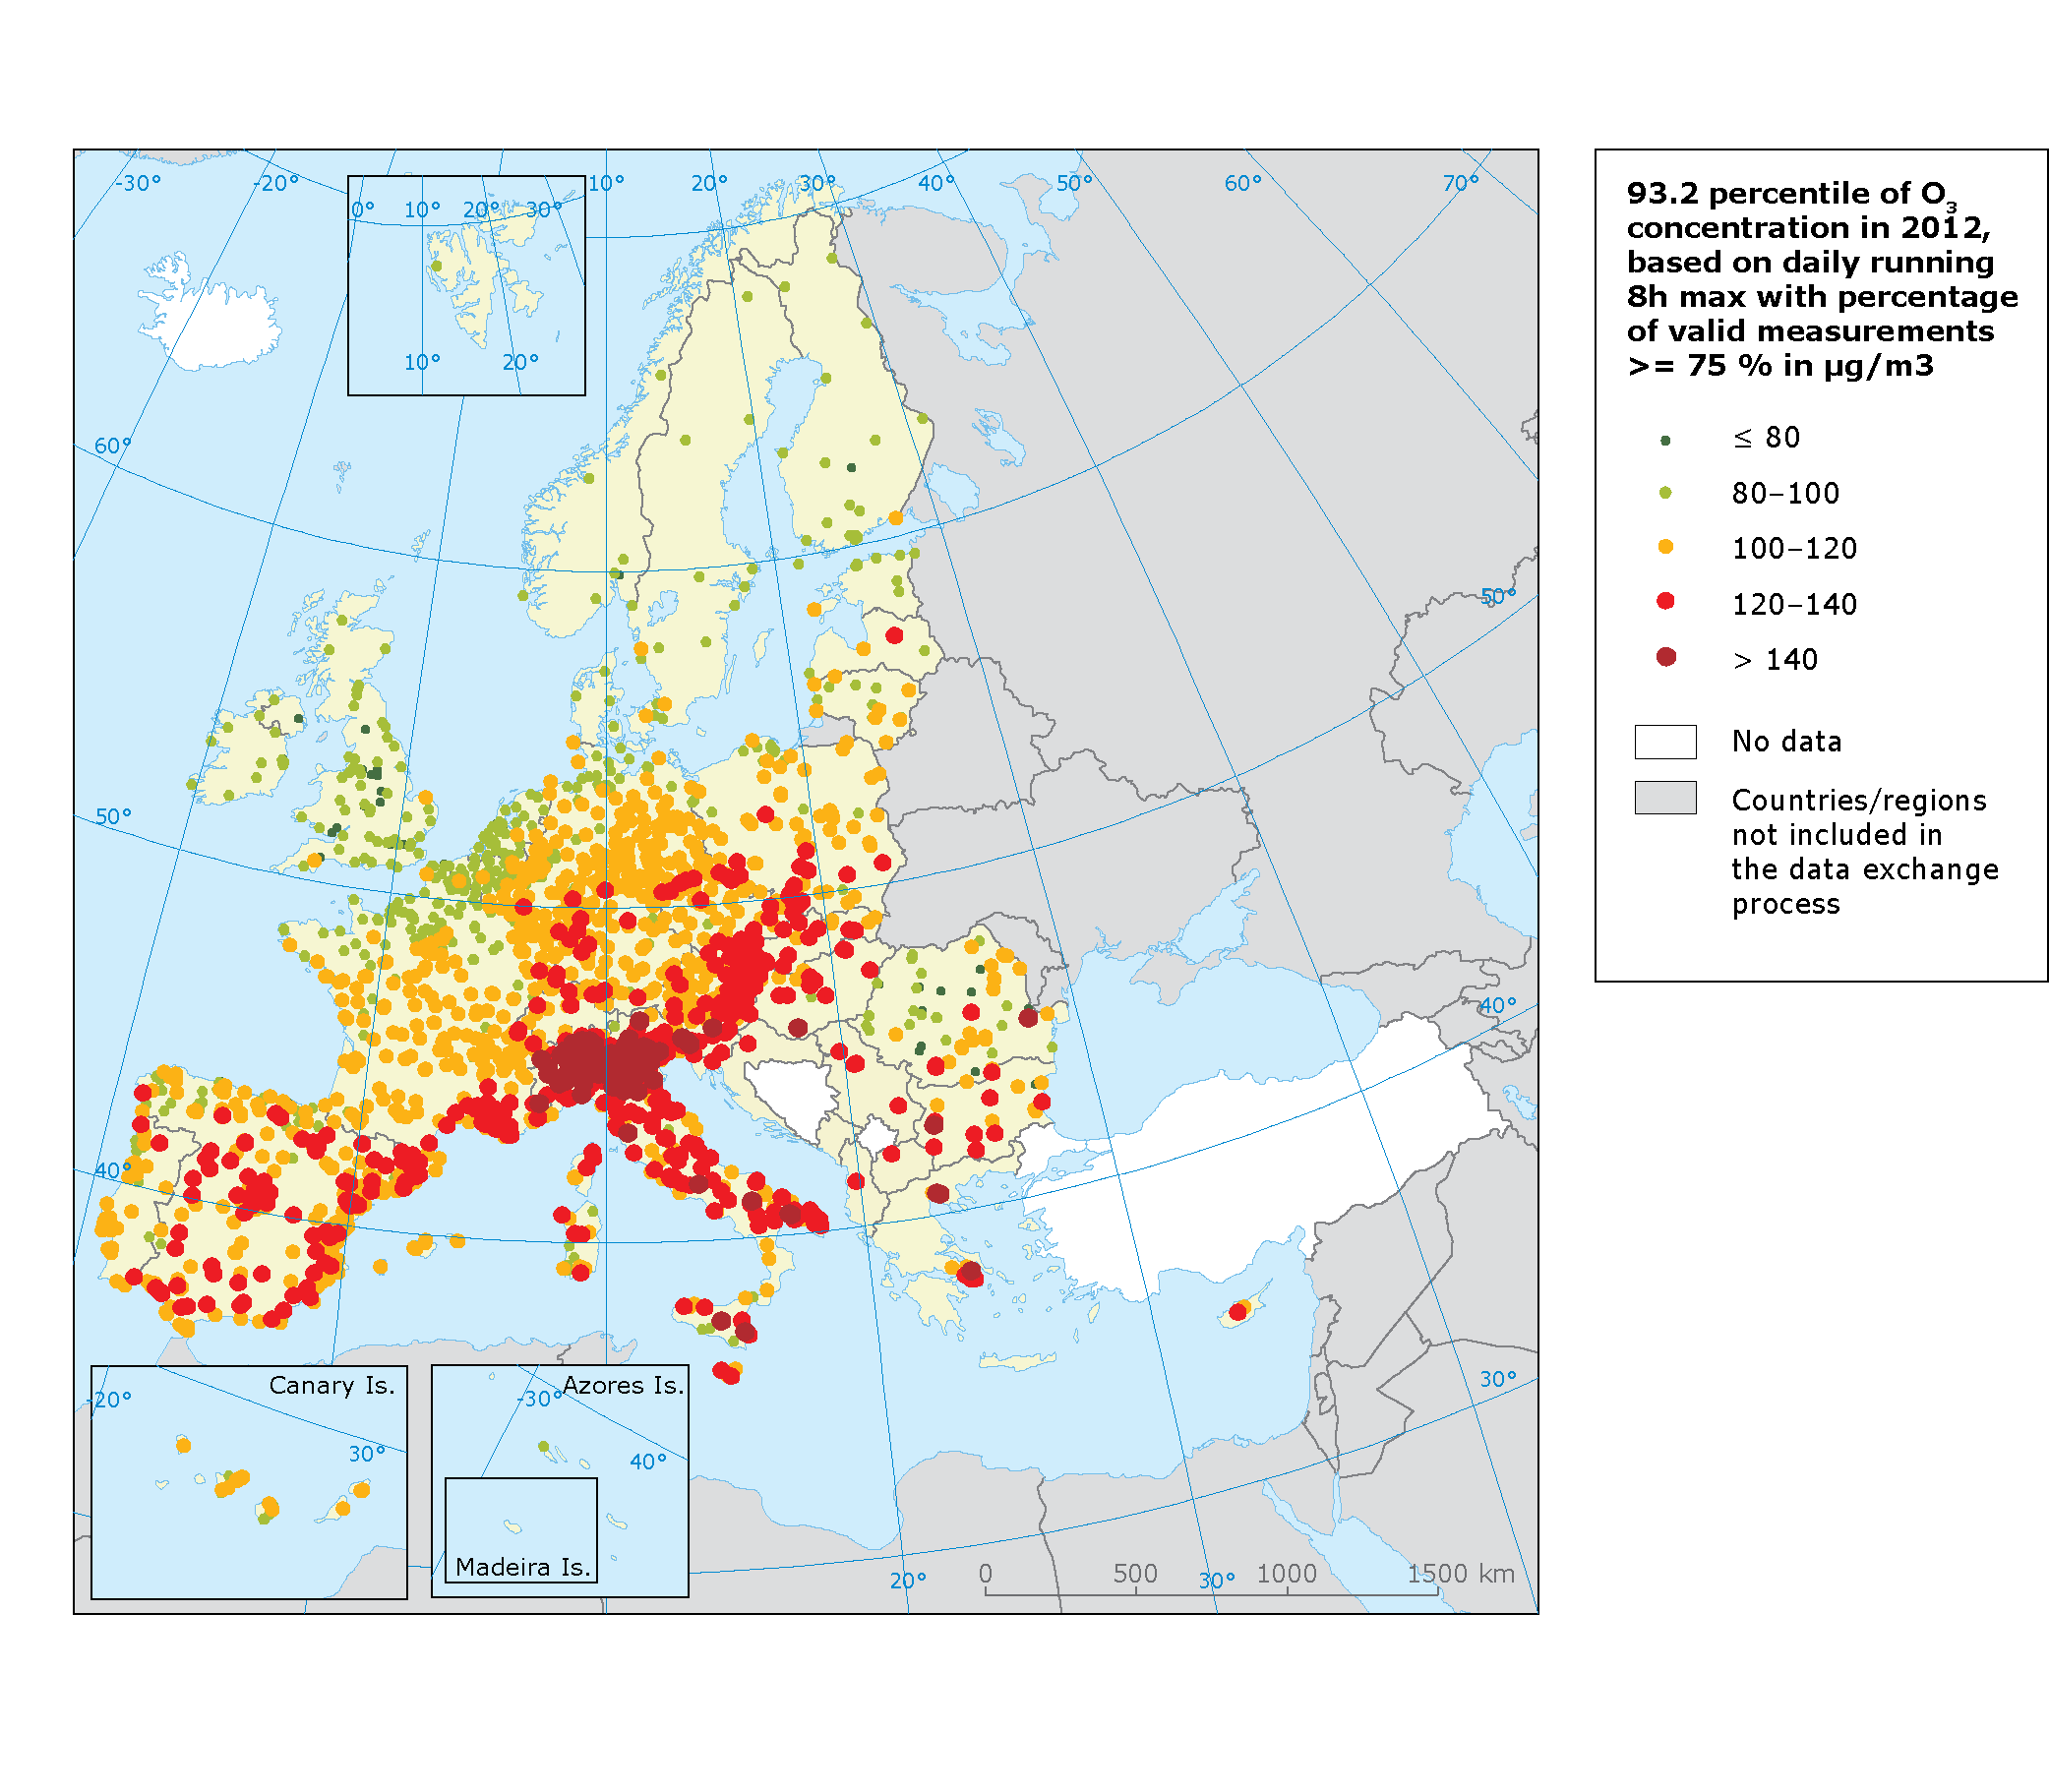 -30°
-20°
10°
20°
30°
40°
50°
60°
70°
0°
10°
20°
30°
10°
20°
60°
50°
50°
40°
40°
30°
Canary Is.
-20°
30°
Azores Is.
-30°
40°
Madeira Is.
20°
30°
0
500
1000
1500 km
93.2 percentile of O₃
concentration in 2012,
based on daily running
8h max with percentage
of valid measurements
>= 75 % in µg/m3
≤ 80
80–100
100–120
120–140
> 140
No data
Countries/regions
not included in
the data exchange
process